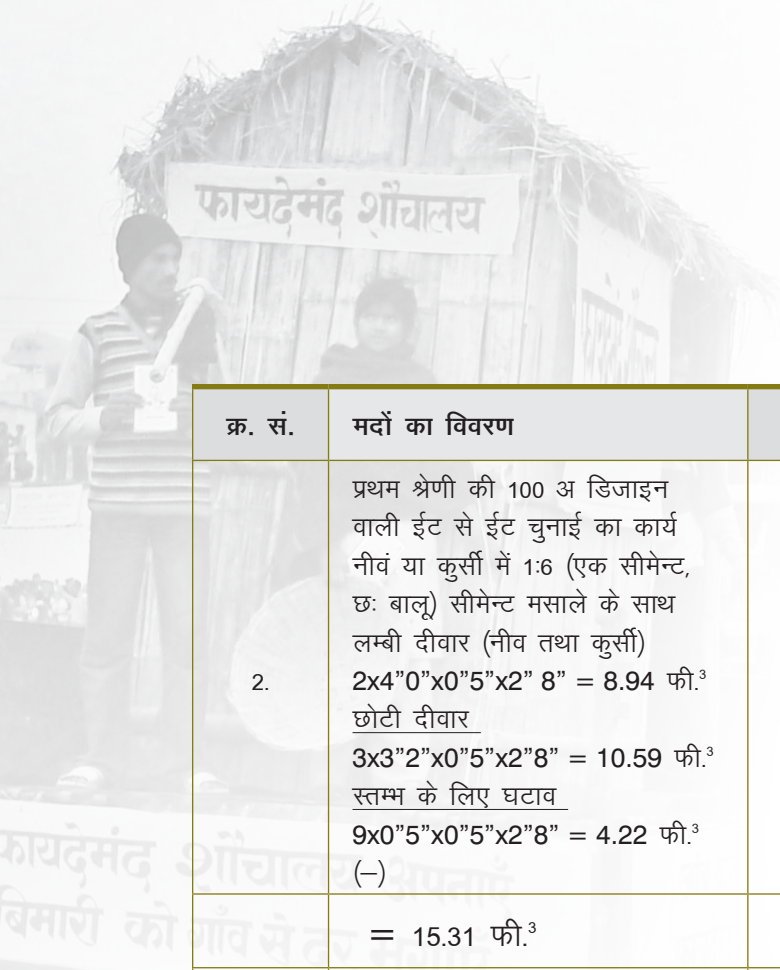 फायदेमंद शौचालय
क्र. सं.
मदों का विवरण
प्रथम श्रेणी की 100 अ डिजाइन
वाली ईट से ईट चुनाई का कार्य
नीवं या कुर्सी में 1:6 (एक सीमेन्ट,
छः बालू) सीमेन्ट मसाले के साथ
लम्बी दीवार (नीव तथा कुर्सी)
2.
2x4”0”x0”5”x2” 8” = 8.94 फी.³
छोटी दीवार
3x3”2”x0”5”x2”8” = 10.59 फी.³
स्तम्भ के लिए घटाव
9x0”5”x0”5”x2”8” = 4.22 फी.³
(–)
= 15.31 फी.³
फायदेमंद शौचालय अपनाएँ
बिमारी को गाँव से दूर भगाएँ